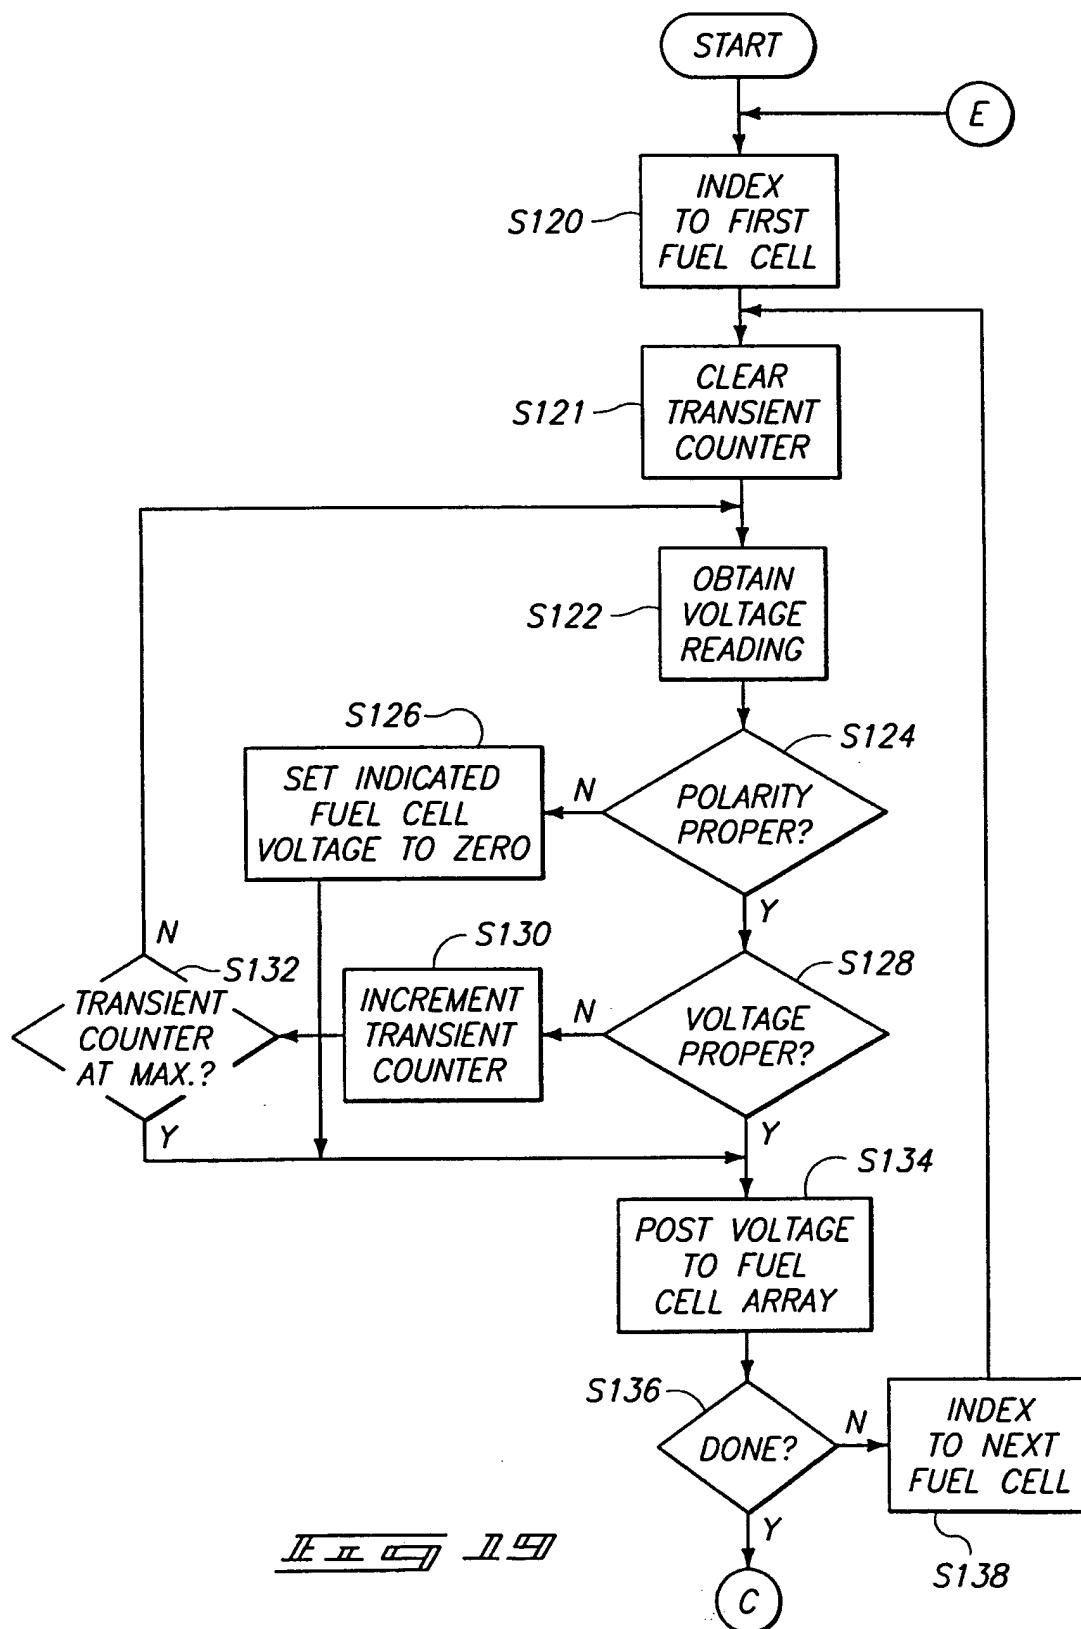 START
E
INDEX
TO FIRST
FUEL CELL
S120
CLEAR
TRANSIENT
COUNTER
S121
OBTAIN
VOLTAGE
READING
S122
S126
SET INDICATED
FUEL CELL
VOLTAGE TO ZERO
N
POLARITY
PROPER?
S124
Y
N
S132
TRANSIENT
COUNTER
AT MAX.?
Y
S130
INCREMENT
TRANSIENT
COUNTER
N
VOLTAGE
PROPER?
S128
Y
S134
POST VOLTAGE
TO FUEL
CELL ARRAY
S136
DONE?
N
INDEX
TO NEXT
FUEL CELL
S138
Y
C
FIG 19